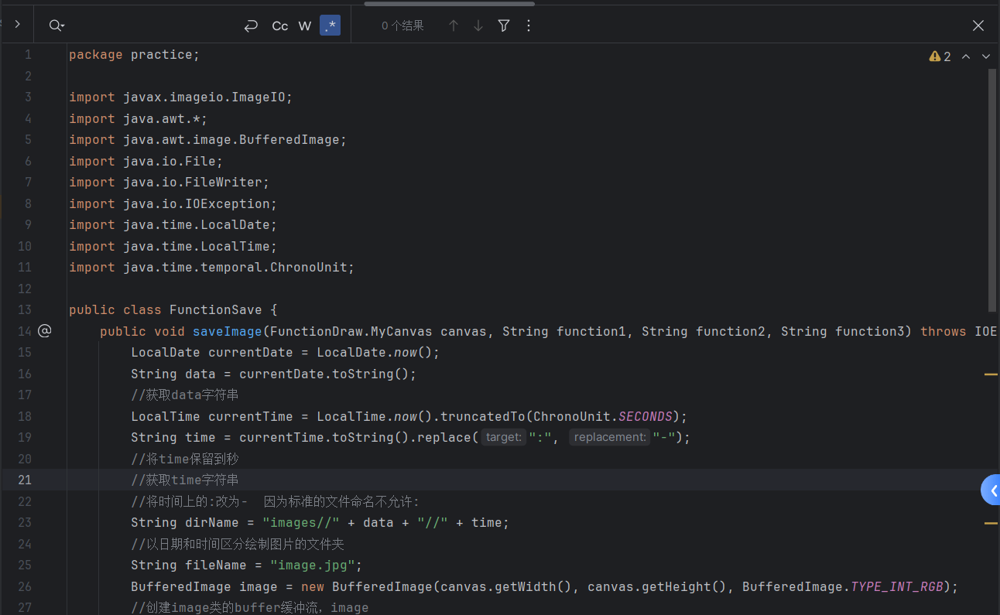 Cc W .* 0 个结果
2
1 package practice;
2
3 import javax.imageio.ImageIO;
4 import java.awt.*;
5 import java.awt.image.BufferedImage;
6 import java.io.File;
7 import java.io.FileWriter;
8 import java.io.IOException;
9 import java.time.LocalDate;
10 import java.time.LocalTime;
11 import java.time.temporal.ChronoUnit;
12
13 public class FunctionSave {
14 @ public void saveImage(FunctionDraw.MyCanvas canvas, String function1, String function2, String function3) throws IOE
15 LocalDate currentDate = LocalDate.now();
16 String data = currentDate.toString();
17 //获取data字符串
18 LocalTime currentTime = LocalTime.now().truncatedTo(ChronoUnit.SECONDS);
19 String time = currentTime.toString().replace( target: ":", replacement: "-");
20 //将time保留到秒
21 //获取time字符串
22 //将时间上的:改为- 因为标准的文件命名不允许:
23 String dirName = "images//" + data + "//" + time;
24 //以日期和时间区分绘制图片的文件夹
25 String fileName = "image.jpg";
26 BufferedImage image = new BufferedImage(canvas.getWidth(), canvas.getHeight(), BufferedImage.TYPE_INT_RGB);
27 //创建image类的buffer缓冲流，image